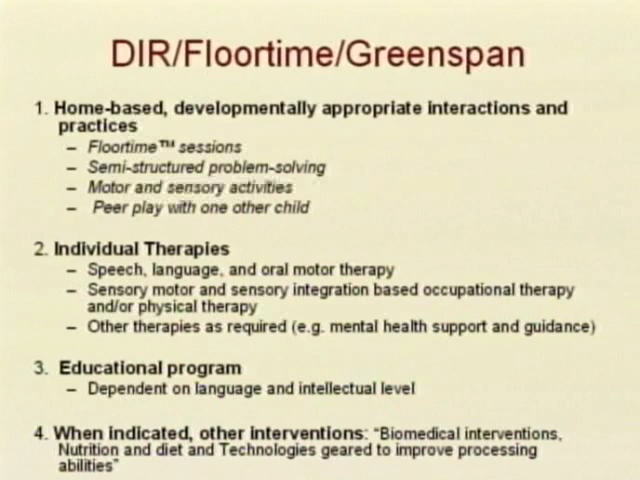 DIR/Floortime/Greenspan
1. Home-based, developmentally appropriate interactions and
practices
– Floortime™ sessions
– Semi-structured problem-solving
– Motor and sensory activities
– Peer play with one other child
2. Individual Therapies
– Speech, language, and oral motor therapy
– Sensory motor and sensory integration based occupational therapy
and/or physical therapy
– Other therapies as required (e.g. mental health support and guidance)
3. Educational program
– Dependent on language and intellectual level
4. When indicated, other interventions: “Biomedical interventions,
Nutrition and diet and Technologies geared to improve processing
abilities”